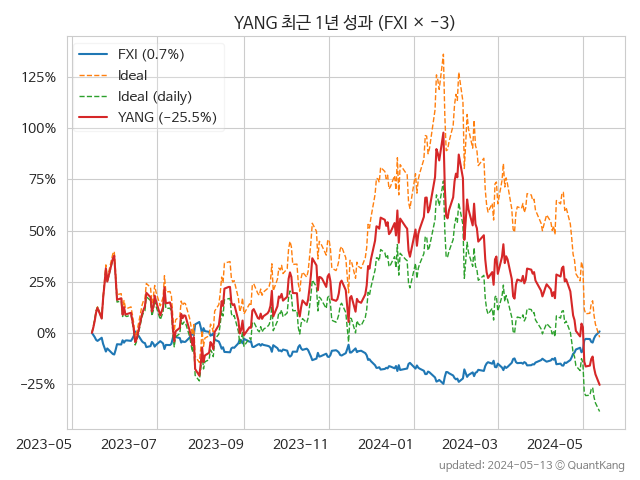 YANG 최근 1년 성과 (FXI × −3)
FXI (0.7%)
Ideal
Ideal (daily)
YANG (−25.5%)
125%
100%
75%
50%
25%
0%
−25%
2023-05 2023-07 2023-09 2023-11 2024-01 2024-03 2024-05
updated: 2024-05-13 © QuantKang